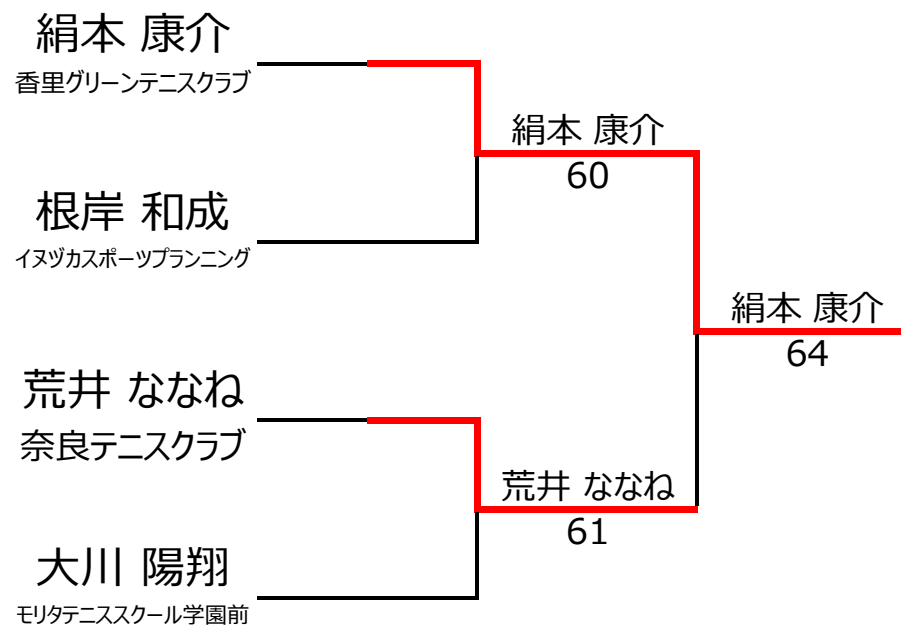 絹本 康介
香里グリーンテニスクラブ
絹本 康介
60
根岸 和成
イヌヅカスポーツプランニング
絹本 康介
64
荒井 ななね
奈良テニスクラブ
荒井 ななね
61
大川 陽翔
モリタテニススクール学園前